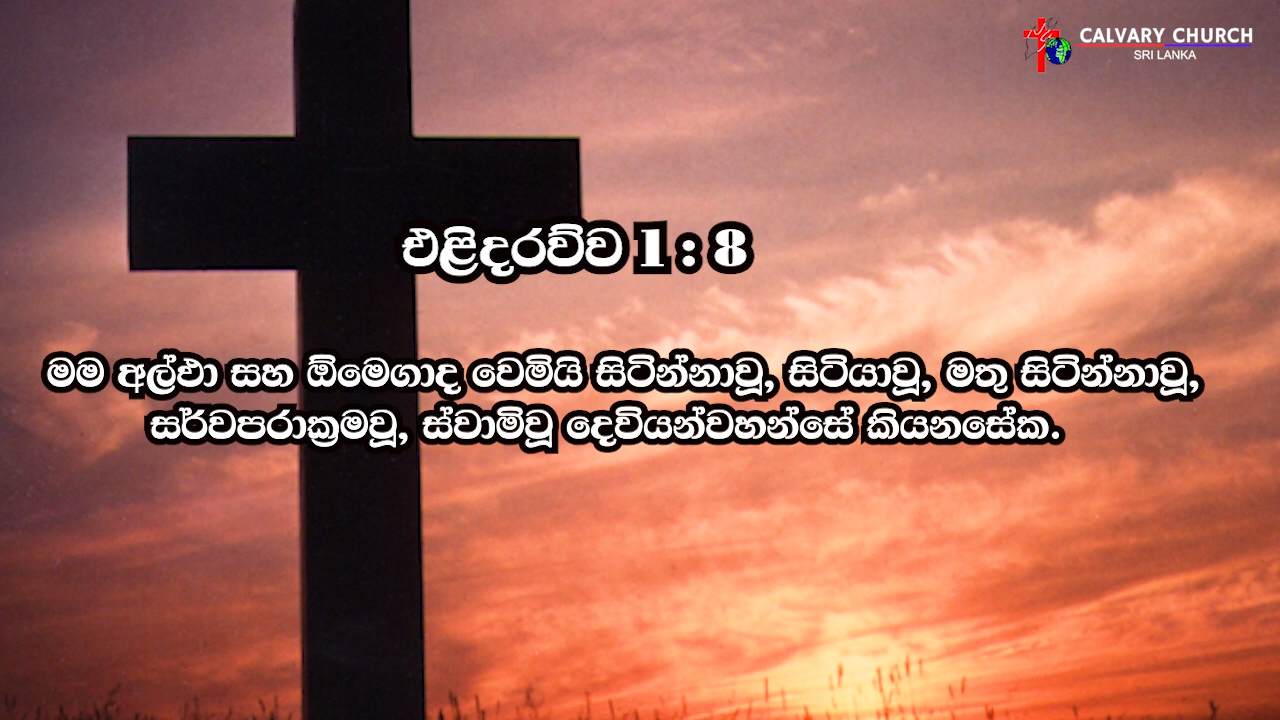 CALVARY CHURCH
SRI LANKA
එළිදරව්ව 1 : 8
මම අල්ඵා සහ ඕමෙගාද වෙමියි සිටින්නාවූ, සිටියාවූ, මතු සිටින්නාවූ,
සර්වපරාක්‍රමවූ, ස්වාමිවූ දෙවියන්වහන්සේ කියනසේක.